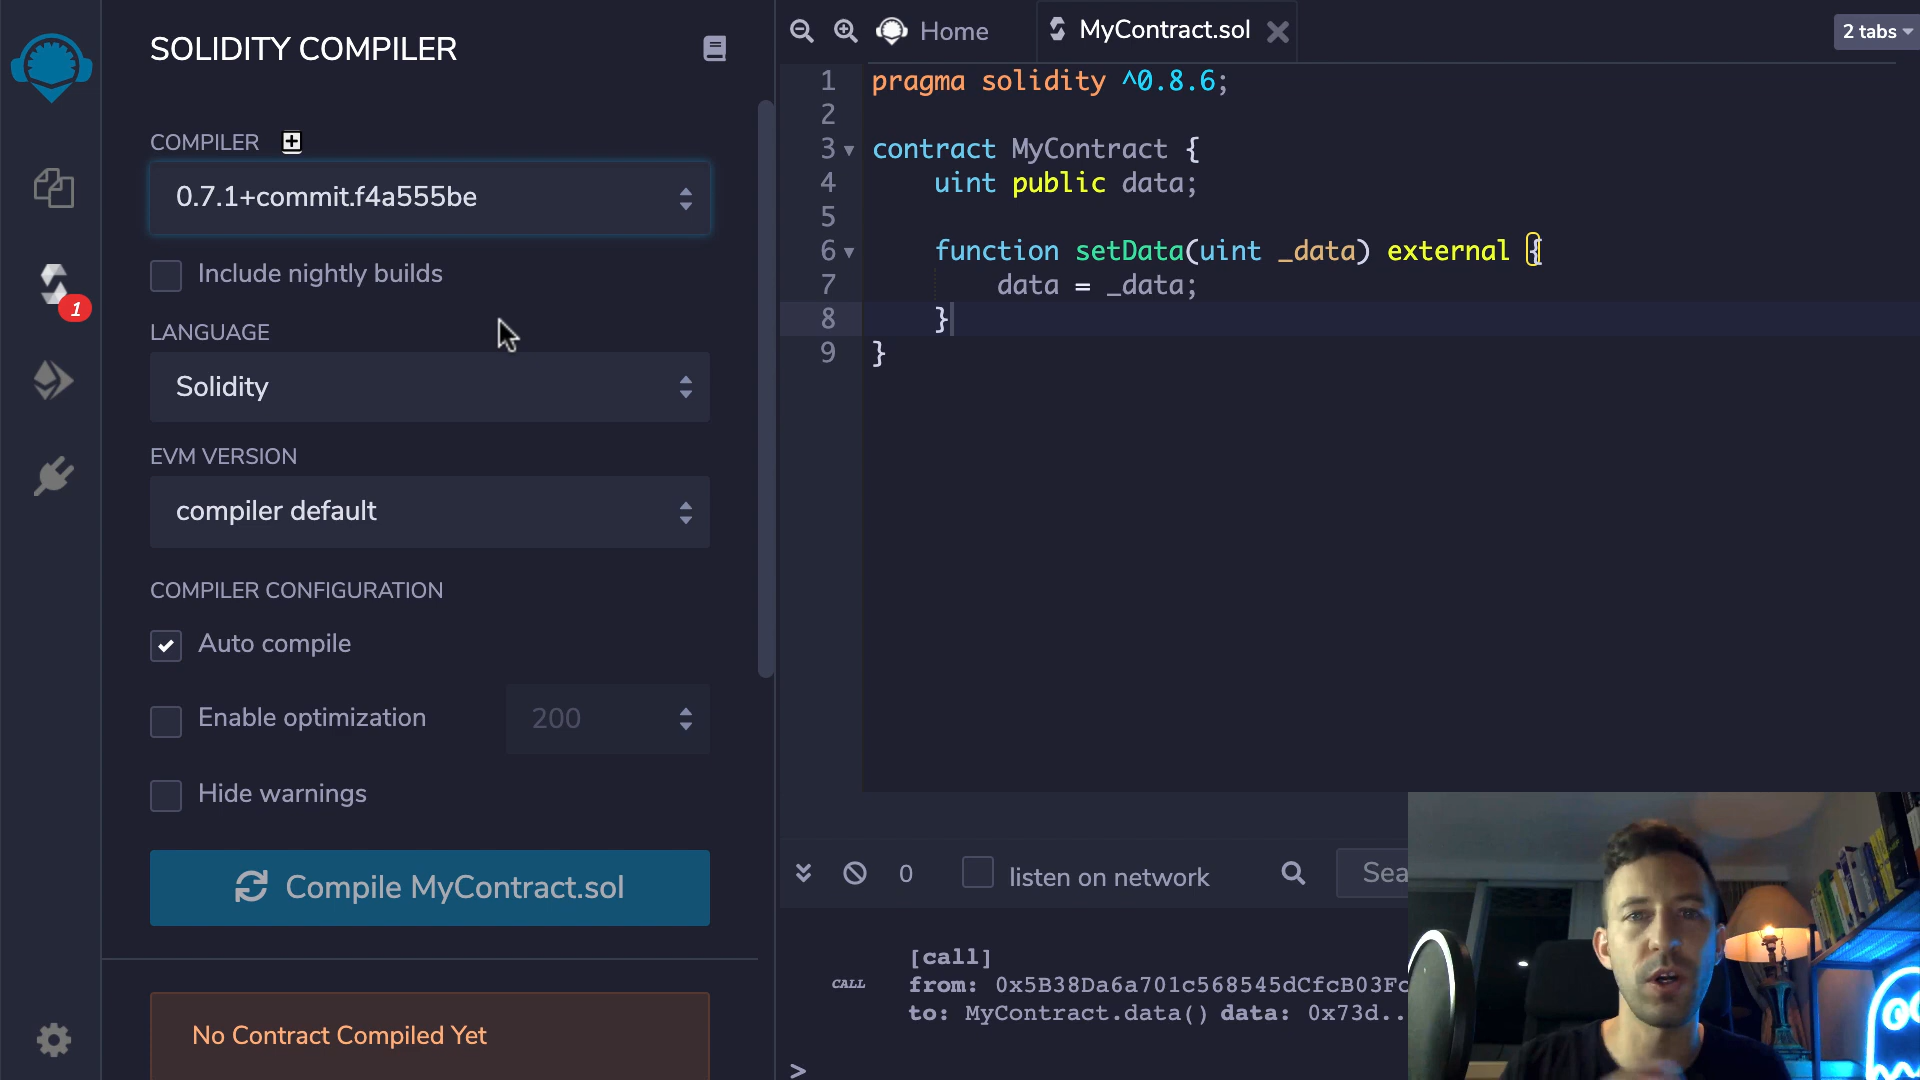 SOLIDITY COMPILER
COMPILER
0.7.1+commit.f4a555be
Include nightly builds
1
LANGUAGE
Solidity
EVM VERSION
compiler default
COMPILER CONFIGURATION
Auto compile
Enable optimization
200
Hide warnings
Compile MyContract.sol
No Contract Compiled Yet
Home
MyContract.sol
2 tabs
1 pragma solidity ^0.8.6;
2
3 contract MyContract {
4 uint public data;
5
6 function setData(uint _data) external {
7 data = _data;
8 }
9 }
0
listen on network
Sea
[call]
CALL from: 0x5B38Da6a701c568545dCfcB03Fc
to: MyContract.data() data: 0x73d...
>